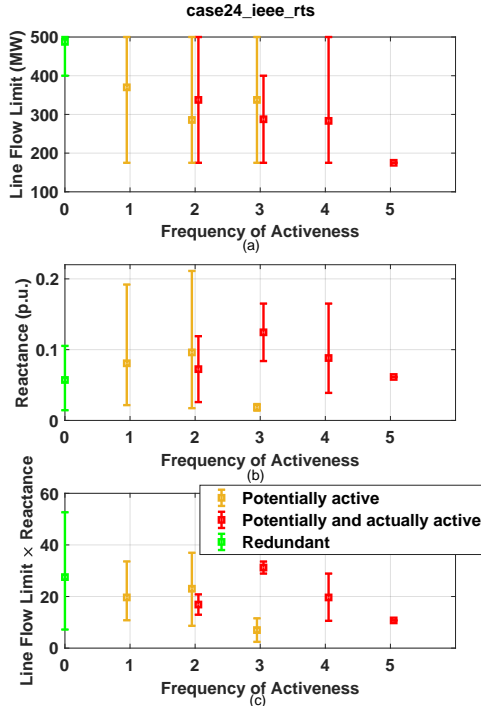 case24_ieee_rts
Line Flow Limit (MW)
500
400
300
200
100
0 1 2 3 4 5
Frequency of Activeness
(a)
Reactance (p.u.)
0.2
0.1
0
0 1 2 3 4 5
Frequency of Activeness
(b)
Line Flow Limit × Reactance
60
40
20
0
Potentially active
Potentially and actually active
Redundant
0 1 2 3 4 5
Frequency of Activeness
(c)